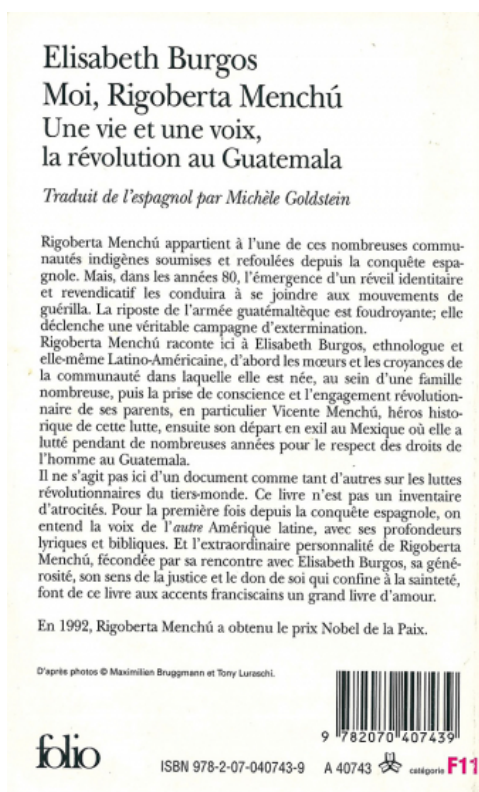 Elisabeth Burgos
Moi, Rigoberta Menchú
Une vie et une voix,
la révolution au Guatemala
Traduit de l'espagnol par Michèle Goldstein
Rigoberta Menchú appartient à l'une de ces nombreuses commu-
nautés indigènes soumises et refoulées depuis la conquête espa-
gnole. Mais, dans les années 80, l'émergence d'un réveil identitaire
et revendicatif les conduira à se joindre aux mouvements de
guérilla. La riposte de l'armée guatémaltèque est foudroyante; elle
déclenche une véritable campagne d'extermination.
Rigoberta Menchú raconte ici à Elisabeth Burgos, ethnologue et
elle-même Latino-Américaine, d'abord les mœurs et les croyances de
la communauté dans laquelle elle est née, au sein d'une famille
nombreuse, puis la prise de conscience et l'engagement révolution-
naire de ses parents, en particulier Vicente Menchú, héros histo-
rique de cette lutte, ensuite son départ en exil au Mexique où elle a
lutté pendant de nombreuses années pour le respect des droits de
l'homme au Guatemala.
Il ne s'agit pas ici d'un document comme tant d'autres sur les luttes
révolutionnaires du tiers-monde. Ce livre n'est pas un inventaire
d'atrocités. Pour la première fois depuis la conquête espagnole, on
entend la voix de l'autre Amérique latine, avec ses profondeurs
lyriques et bibliques. Et l'extraordinaire personnalité de Rigoberta
Menchú, fécondée par sa rencontre avec Elisabeth Burgos, sa géné-
rosité, son sens de la justice et le don de soi qui confine à la sainteté,
font de ce livre aux accents franciscains un grand livre d'amour.
En 1992, Rigoberta Menchú a obtenu le prix Nobel de la Paix.
D'après photos © Maximilien Bruggmann et Tony Luraschi.
9 782070 407439
folio
ISBN 978-2-07-040743-9 A 40743 catégorie F11